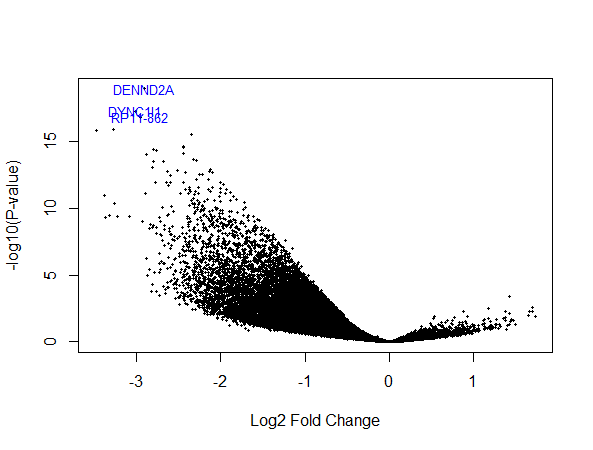 DENND2A
DYNC1I1
RP11-862
15
10
5
0
-log10(P-value)
-3 -2 -1 0 1
Log2 Fold Change